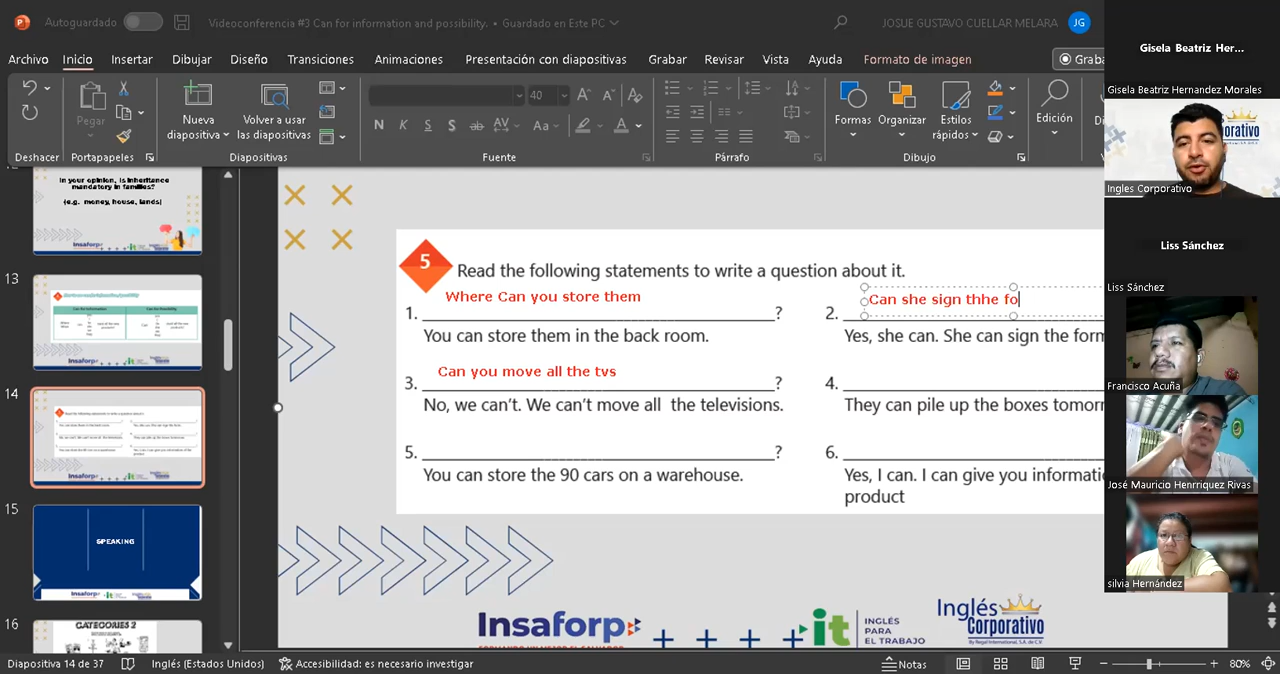 Autoguardado
Videoconferencia #3 Can for information and possibility. • Guardado en Este PC
JOSUE GUSTAVO CUELLAR MELARA
JG
Archivo Inicio Insertar Dibujar Diseño Transiciones Animaciones Presentación con diapositivas Grabar Revisar Vista Ayuda Formato de imagen
Graba
Pegar
Nueva diapositiva
Volver a usar las diapositivas
40
N K S S ab AV Aa A
Formas Organizar Estilos rápidos
Edición
Deshacer Portapapeles Diapositivas Fuente Párrafo Dibujo
In your opinion, is inheritance mandatory in families?
(e.g. money, house, lands)
Insaforp
13
14
15
SPEAKING
16
CATEGORIES 2
5
Read the following statements to write a question about it.
Where Can you store them
1. ?
You can store them in the back room.
Can she sign thhe fo
2.
Yes, she can. She can sign the form
Can you move all the tvs
3. ?
No, we can't. We can't move all the televisions.
4.
They can pile up the boxes tomorr
5. ?
You can store the 90 cars on a warehouse.
6.
Yes, I can. I can give you informati
product
Insaforp
it
INGLÉS
PARA
EL TRABAJO
Inglés
Corporativo
Gisela Beatriz Her...
Gisela Beatriz Hernandez Morales
Ingles Corporativo
Liss Sánchez
Liss Sánchez
Francisco Acuña
José Mauricio Henrriquez Rivas
silvia Hernández
Diapositiva 14 de 37 Inglés (Estados Unidos) Accesibilidad: es necesario investigar
Notas
80%